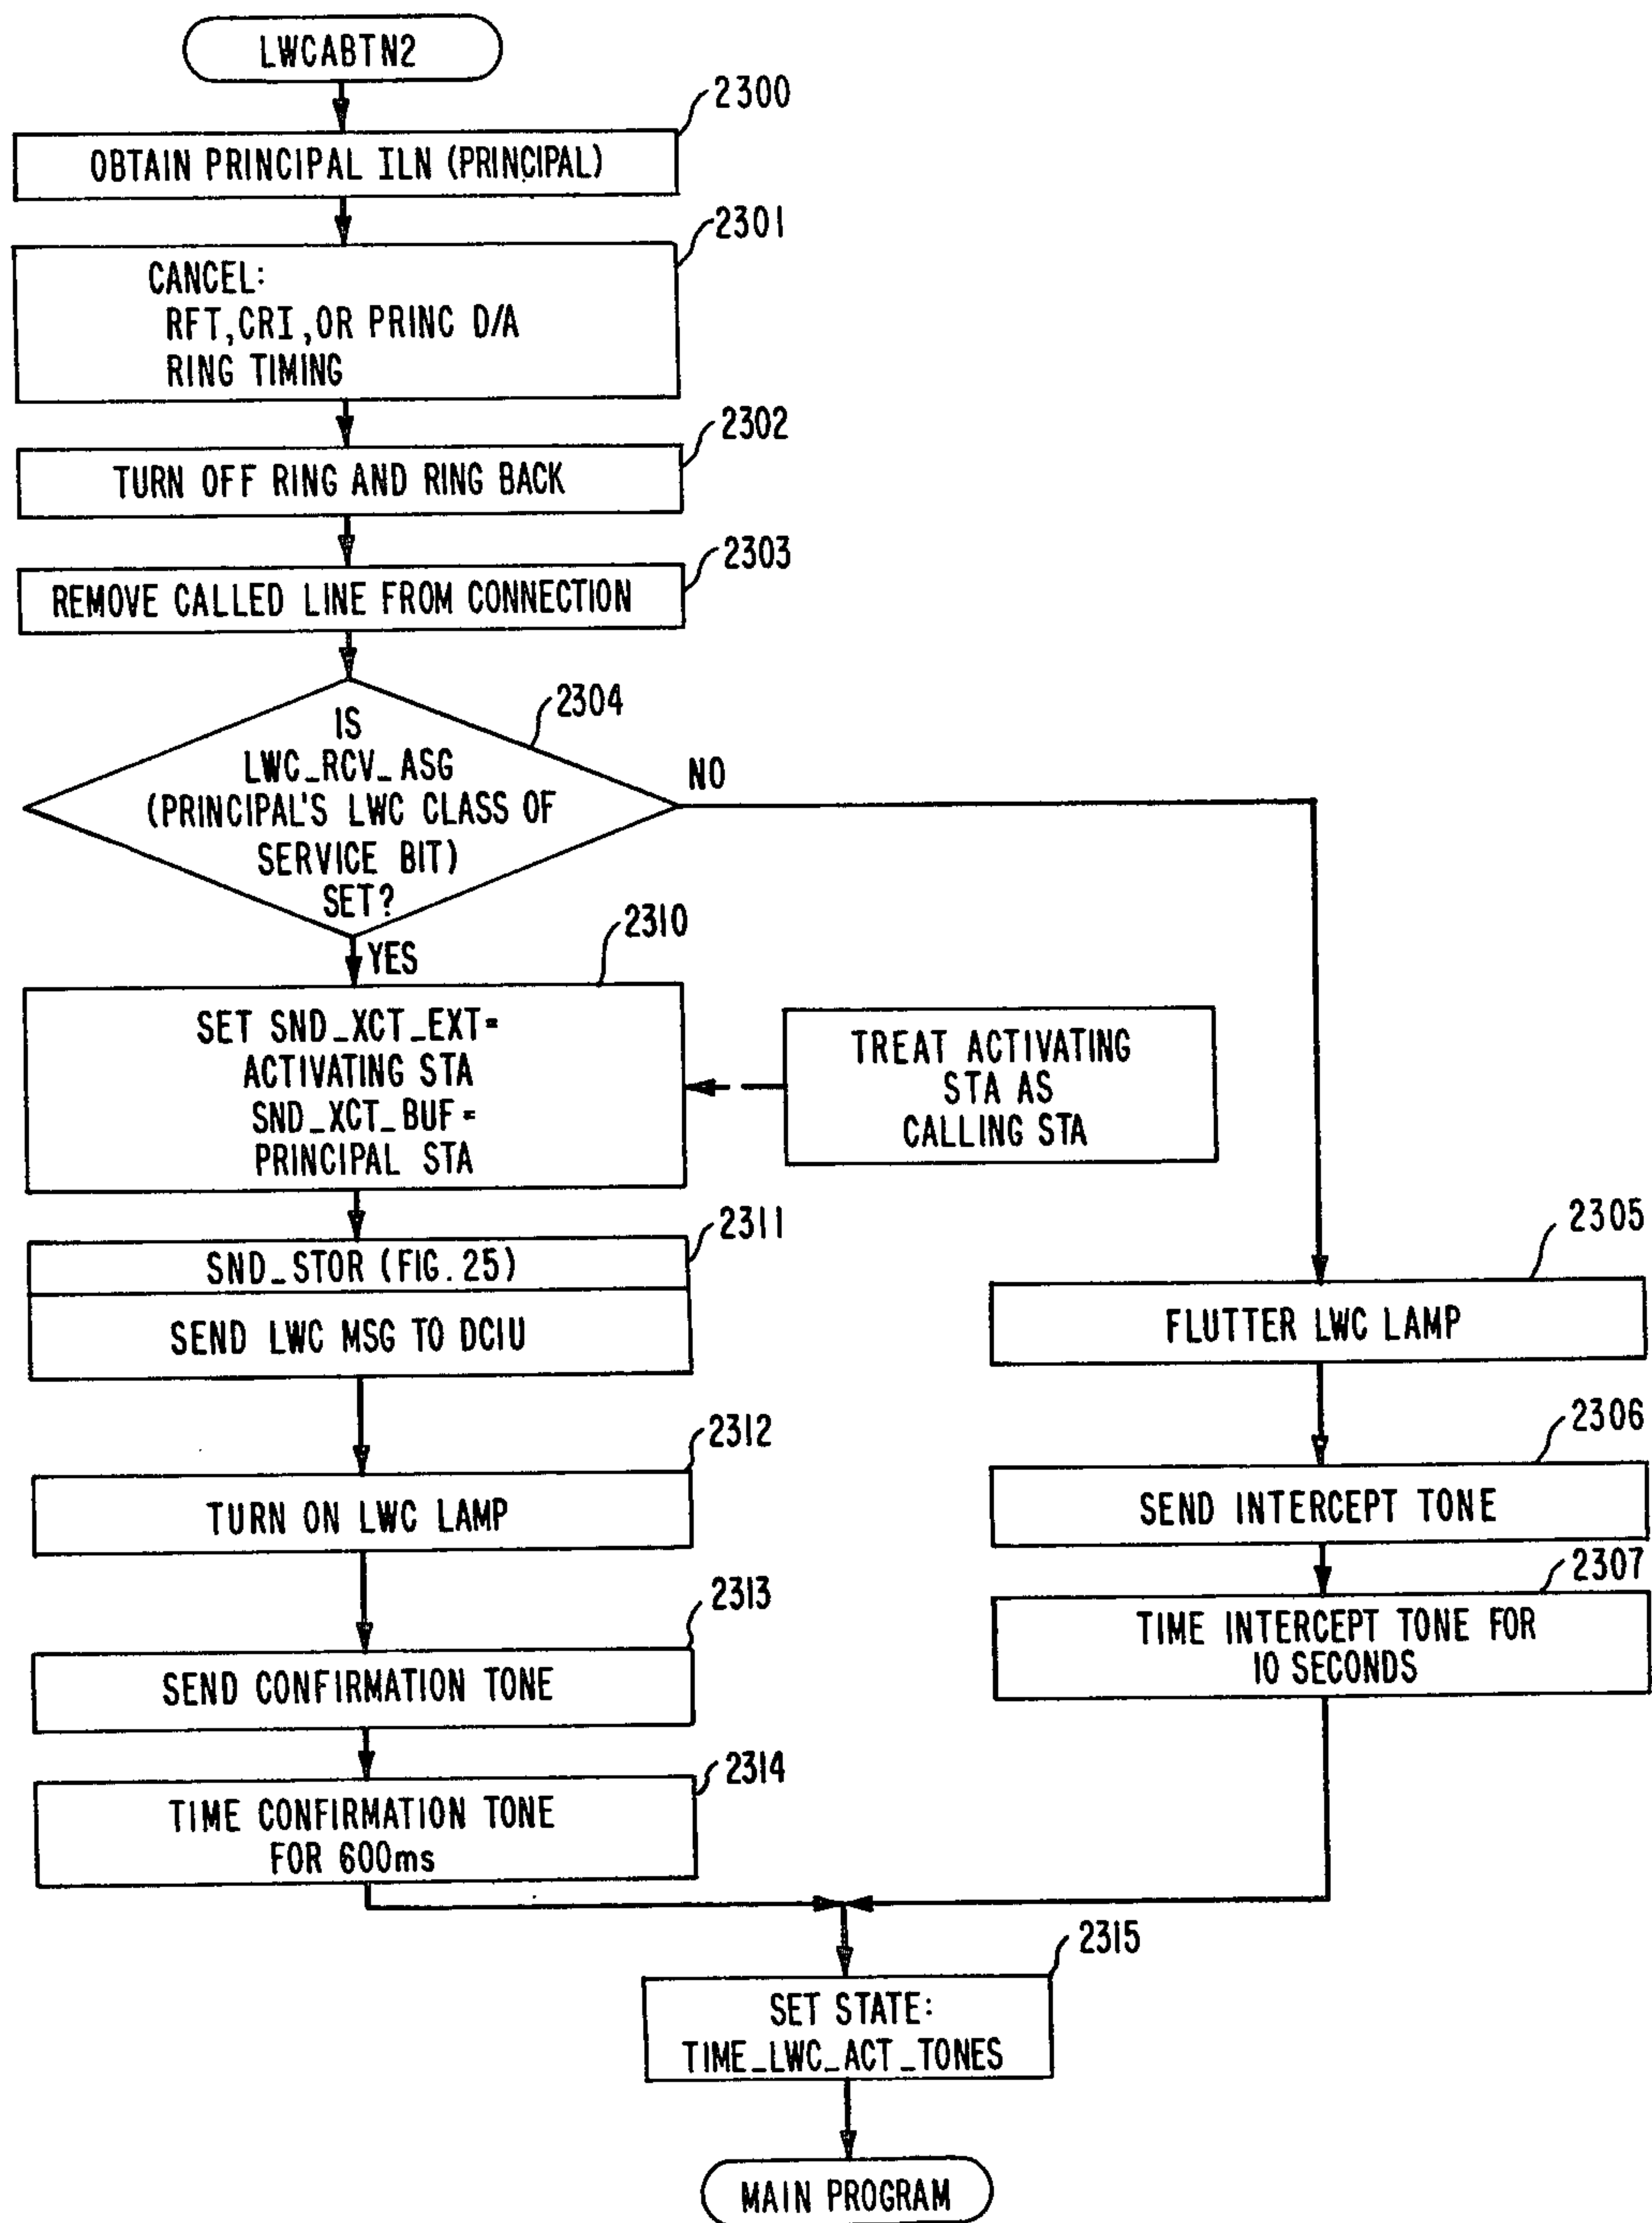 LWCABTN2
2300
OBTAIN PRINCIPAL ILN (PRINCIPAL)
2301
CANCEL:
RFT, CRI, OR PRINC D/A
RING TIMING
2302
TURN OFF RING AND RING BACK
2303
REMOVE CALLED LINE FROM CONNECTION
2304
IS
LWC_RCV_ASG
(PRINCIPAL'S LWC CLASS OF
SERVICE BIT)
SET?
NO
YES
2310
SET SND_XCT_EXT=
ACTIVATING STA
SND_XCT_BUF=
PRINCIPAL STA
TREAT ACTIVATING
STA AS
CALLING STA
2311
SND_STOR (FIG. 25)
SEND LWC MSG TO DCIU
2312
TURN ON LWC LAMP
2313
SEND CONFIRMATION TONE
2314
TIME CONFIRMATION TONE
FOR 600ms
2305
FLUTTER LWC LAMP
2306
SEND INTERCEPT TONE
2307
TIME INTERCEPT TONE FOR
10 SECONDS
2315
SET STATE:
TIME_LWC_ACT_TONES
MAIN PROGRAM